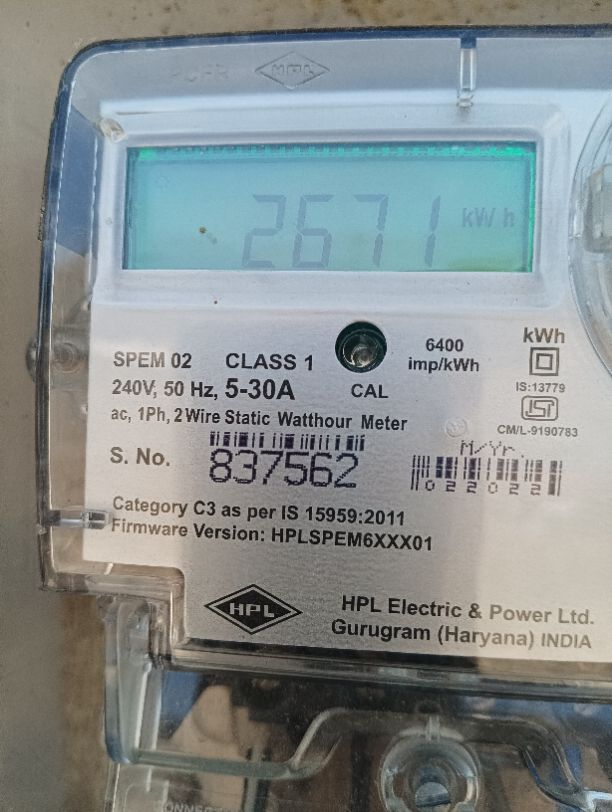 HPL
2671 kWh
6400
imp/kWh
kWh
SPEM 02 CLASS 1
240V, 50 Hz, 5-30A
CAL
IS:13779
ISI
CM/L-9190783
ac, 1Ph, 2 Wire Static Watthour Meter
M/Yr.
S. No. 837562
022022
Category C3 as per IS 15959:2011
Firmware Version: HPLSPEM6XXX01
HPL
HPL Electric & Power Ltd.
Gurugram (Haryana) INDIA